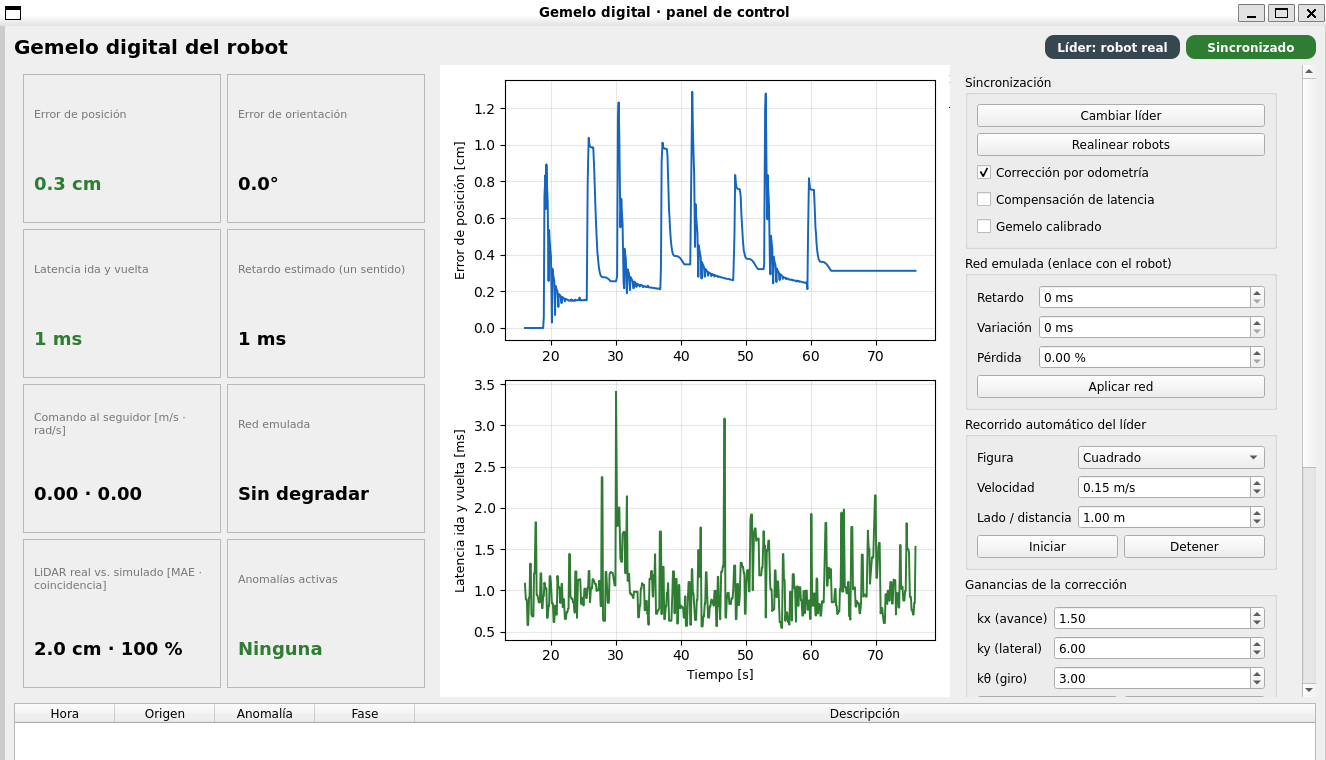 Gemelo digital · panel de control
Gemelo digital del robot
Líder: robot real
Sincronizado
Error de posición
0.3 cm
Error de orientación
0.0°
Latencia ida y vuelta
1 ms
Retardo estimado (un sentido)
1 ms
Comando al seguidor [m/s ·
rad/s]
0.00 · 0.00
Red emulada
Sin degradar
LiDAR real vs. simulado [MAE ·
coincidencia]
2.0 cm · 100 %
Anomalías activas
Ninguna
Error de posición [cm]
1.2
1.0
0.8
0.6
0.4
0.2
0.0
20 30 40 50 60 70
Latencia ida y vuelta [ms]
3.5
3.0
2.5
2.0
1.5
1.0
0.5
20 30 40 50 60 70
Tiempo [s]
Sincronización
Cambiar líder
Realinear robots
Corrección por odometría
Compensación de latencia
Gemelo calibrado
Red emulada (enlace con el robot)
Retardo 0 ms
Variación 0 ms
Pérdida 0.00 %
Aplicar red
Recorrido automático del líder
Figura Cuadrado
Velocidad 0.15 m/s
Lado / distancia 1.00 m
Iniciar Detener
Ganancias de la corrección
kx (avance) 1.50
ky (lateral) 6.00
kθ (giro) 3.00
Hora Origen Anomalía Fase Descripción